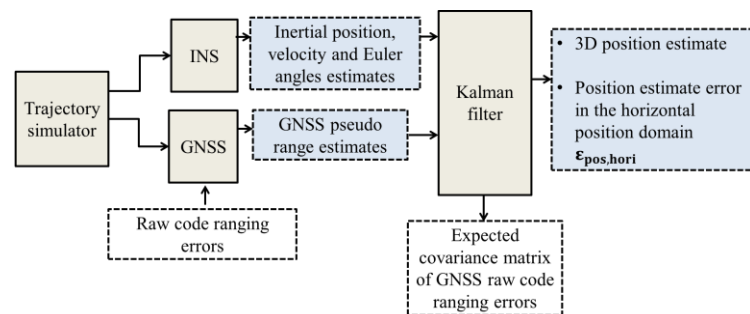 Trajectory
simulator
INS
GNSS
Raw code ranging
errors
Inertial position,
velocity and Euler
angles estimates
GNSS pseudo
range estimates
Kalman
filter
Expected
covariance matrix
of GNSS raw code
ranging errors
• 3D position estimate
• Position estimate error
in the horizontal
position domain
εpos,hori